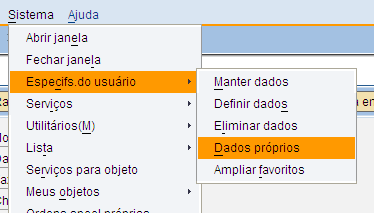 Sistema Ajuda
Abrir janela
Fechar janela
Especifs.do usuário
Manter dados
Serviços
Definir dados
Utilitários(M)
Eliminar dados
Lista
Dados próprios
Serviços para objeto
Ampliar favoritos
Meus objetos